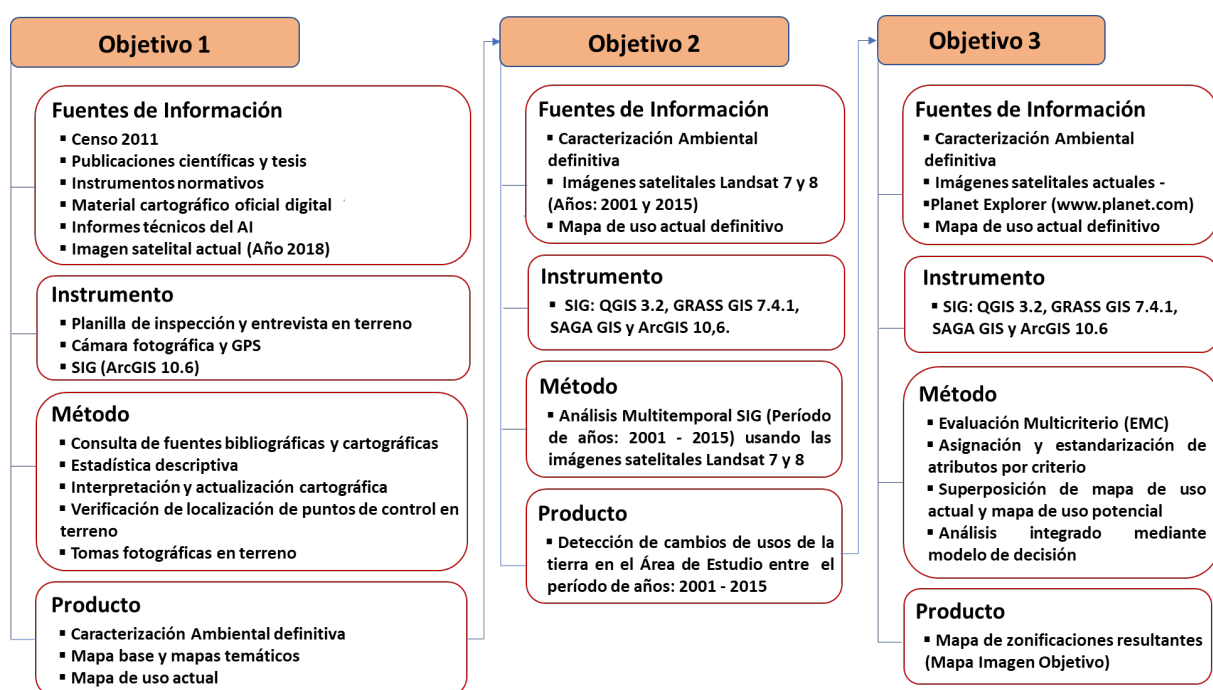 Objetivo 1
Fuentes de Información
▪ Censo 2011
▪ Publicaciones científicas y tesis
▪ Instrumentos normativos
▪ Material cartográfico oficial digital
▪ Informes técnicos del AI
▪ Imagen satelital actual (Año 2018)
Instrumento
▪ Planilla de inspección y entrevista en terreno
▪ Cámara fotográfica y GPS
▪ SIG (ArcGIS 10.6)
Método
▪ Consulta de fuentes bibliográficas y cartográficas
▪ Estadística descriptiva
▪ Interpretación y actualización cartográfica
▪ Verificación de localización de puntos de control en
terreno
▪ Tomas fotográficas en terreno
Producto
▪ Caracterización Ambiental definitiva
▪ Mapa base y mapas temáticos
▪ Mapa de uso actual
Objetivo 2
Fuentes de Información
▪ Caracterización Ambiental
definitiva
▪ Imágenes satelitales Landsat 7 y 8
(Años: 2001 y 2015)
▪ Mapa de uso actual definitivo
Instrumento
▪ SIG: QGIS 3.2, GRASS GIS 7.4.1,
SAGA GIS y ArcGIS 10,6.
Método
▪ Análisis Multitemporal SIG (Período
de años: 2001 - 2015) usando las
imágenes satelitales Landsat 7 y 8
Producto
▪ Detección de cambios de usos de la
tierra en el Área de Estudio entre el
período de años: 2001 - 2015
Objetivo 3
Fuentes de Información
▪ Caracterización Ambiental
definitiva
▪ Imágenes satelitales actuales -
▪Planet Explorer (www.planet.com)
▪ Mapa de uso actual definitivo
Instrumento
▪ SIG: QGIS 3.2, GRASS GIS 7.4.1,
SAGA GIS y ArcGIS 10.6
Método
▪ Evaluación Multicriterio (EMC)
▪ Asignación y estandarización de
atributos por criterio
▪ Superposición de mapa de uso
actual y mapa de uso potencial
▪ Análisis integrado mediante
modelo de decisión
Producto
▪ Mapa de zonificaciones resultantes
(Mapa Imagen Objetivo)